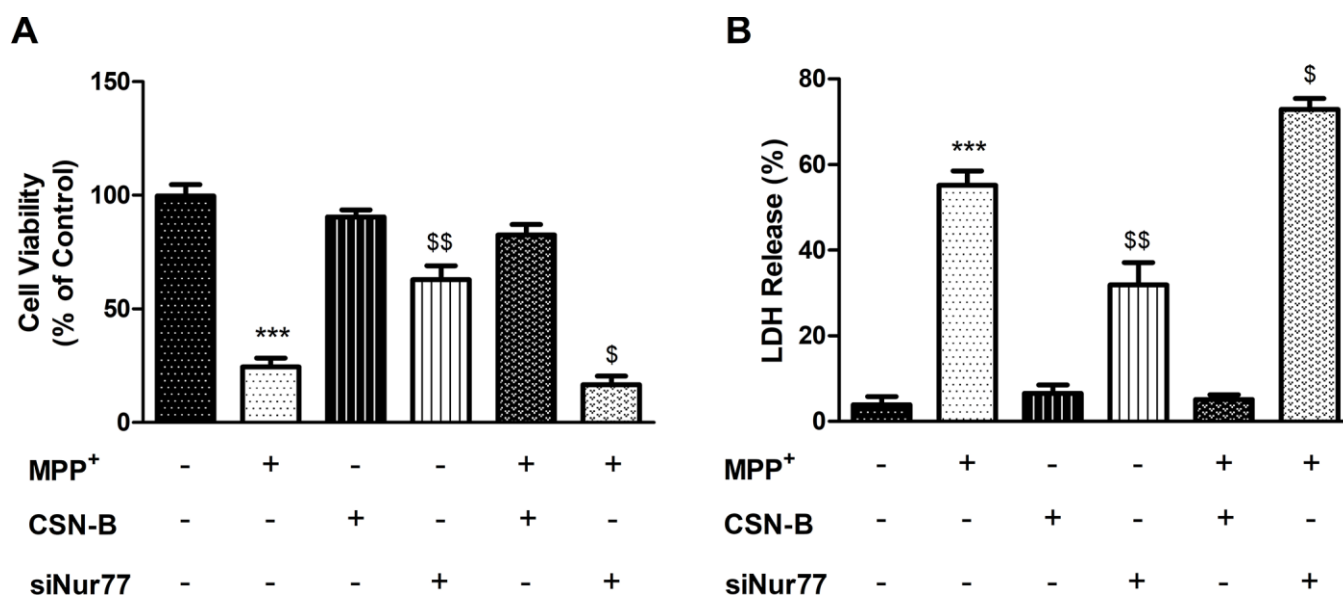 A
Cell Viability
(% of Control)
150
100
50
0
***
$$
$
MPP+ - + - - + +
CSN-B - - + - + -
siNur77 - - - + - +
B
LDH Release (%)
80
60
40
20
0
***
$$
$
MPP+ - + - - + +
CSN-B - - + - + -
siNur77 - - - + - +